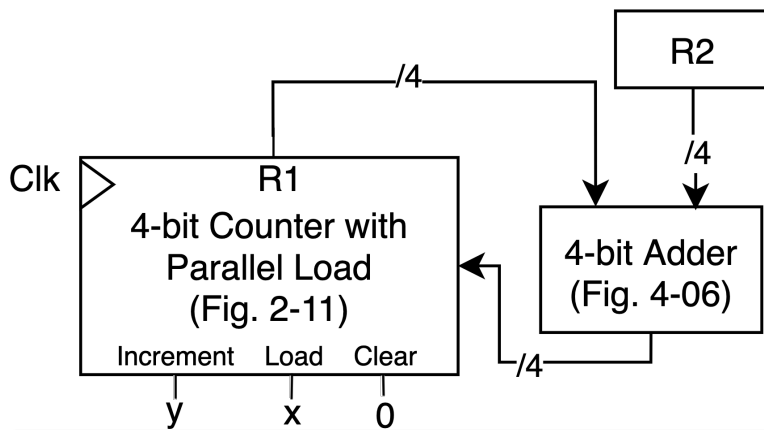 /4
R2
/4
Clk
R1
4-bit Counter with
Parallel Load
(Fig. 2-11)
4-bit Adder
(Fig. 4-06)
Increment Load Clear
/4
y x 0